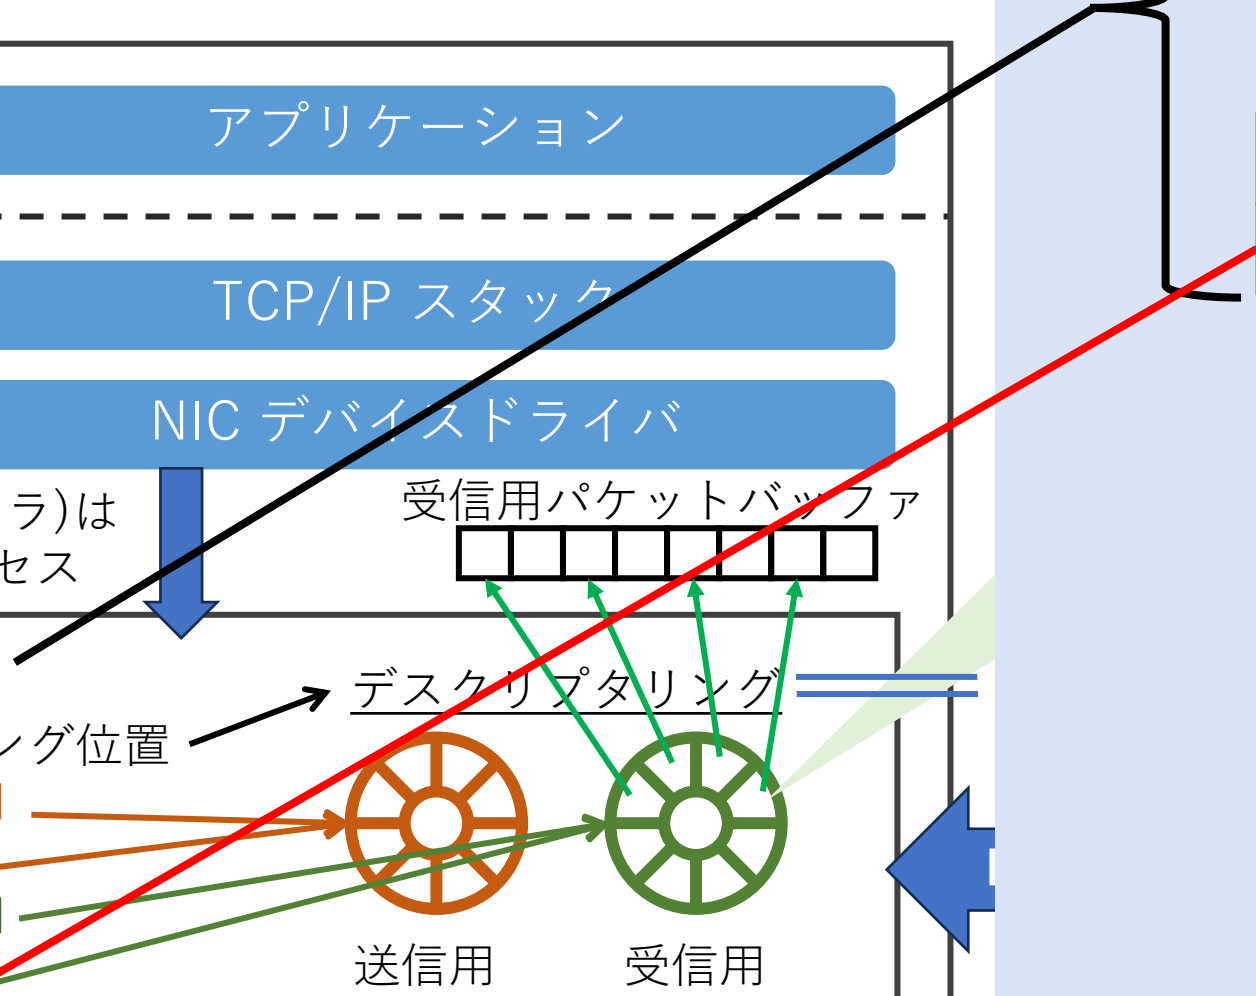 アプリケーション
TCP/IP スタック
NIC デバイスドライバ
ラ)は
セス
受信用パケットバッファ
デスクリプタリング
ング位置
送信用
受信用